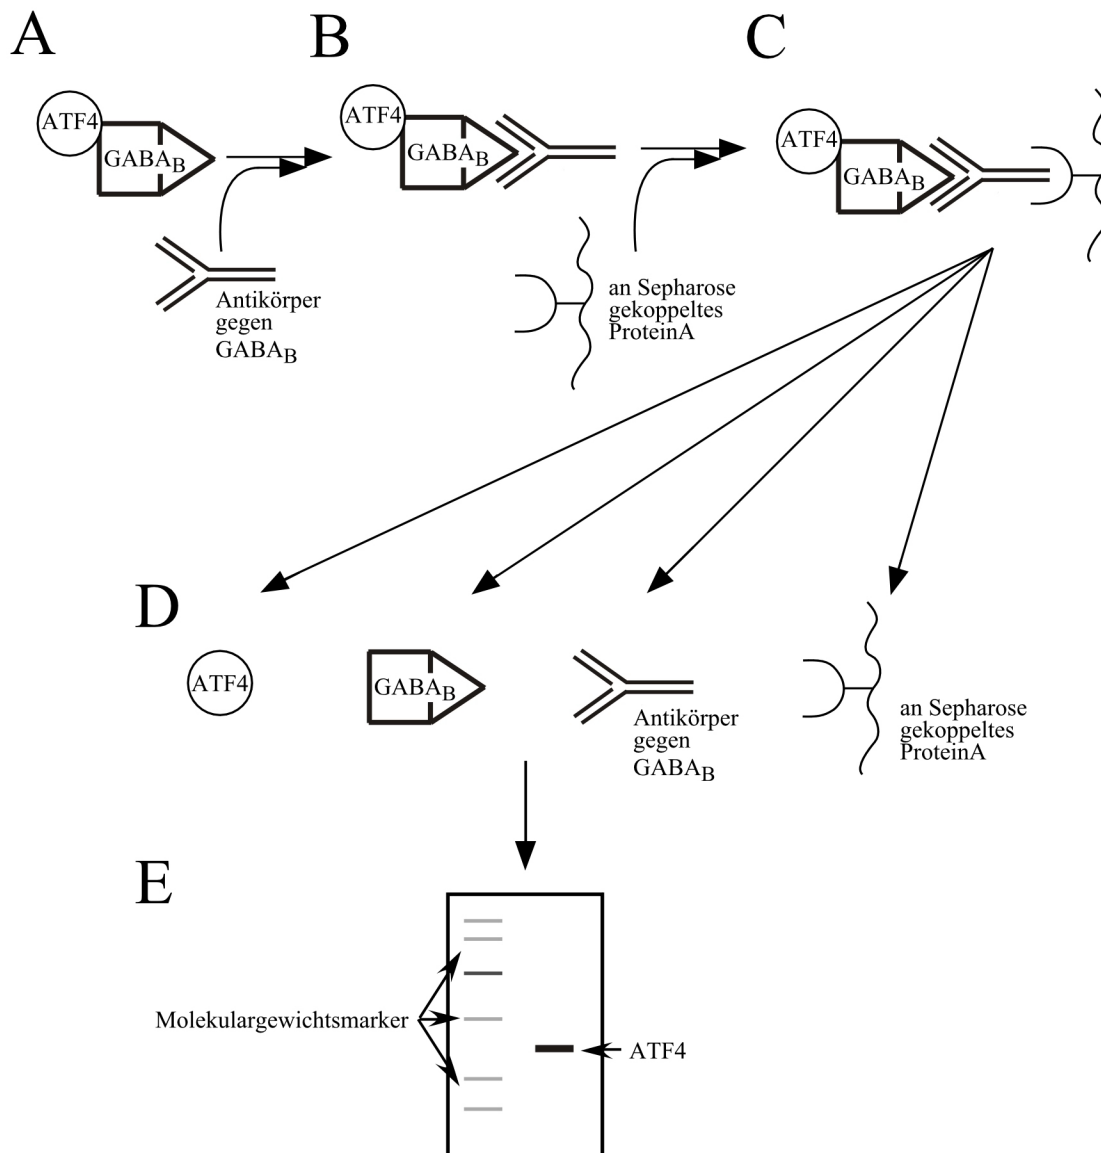 A
B
C
ATF4
GABAB
ATF4
GABAB
ATF4
GABAB
Antikörper
gegen
GABAB
an Sepharose
gekoppeltes
ProteinA
D
ATF4
GABAB
Antikörper
gegen
GABAB
an Sepharose
gekoppeltes
ProteinA
E
Molekulargewichtsmarker
ATF4